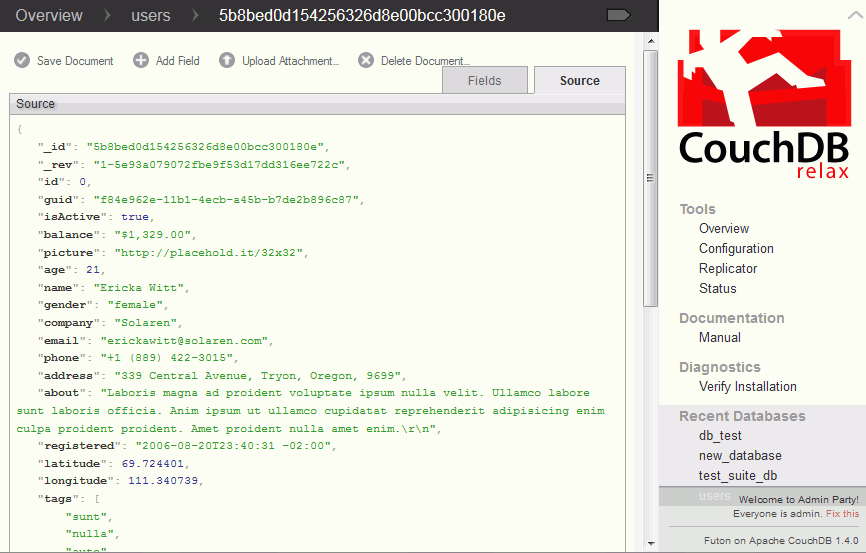 Overview users 5b8bed0d154256326d8e00bcc300180e
Save Document Add Field Upload Attachment... Delete Document...
Fields Source
Source
{
"_id": "5b8bed0d154256326d8e00bcc300180e",
"_rev": "1-5e93a079072fbe9f53d17dd316ee722c",
"id": 0,
"guid": "f84e962e-11b1-4ecb-a45b-b7de2b896c87",
"isActive": true,
"balance": "$1,329.00",
"picture": "http://placehold.it/32x32",
"age": 21,
"name": "Ericka Witt",
"gender": "female",
"company": "Solaren",
"email": "erickawitt@solaren.com",
"phone": "+1 (889) 422-3015",
"address": "339 Central Avenue, Tryon, Oregon, 9699",
"about": "Laboris magna ad proident voluptate ipsum nulla velit. Ullamco labore
sunt laboris officia. Anim ipsum ut ullamco cupidatat reprehenderit adipisicing enim
culpa proident proident. Amet proident nulla amet enim.\r\n",
"registered": "2006-08-20T23:40:31 -02:00",
"latitude": 69.724401,
"longitude": 111.340739,
"tags": [
"sunt",
"nulla",
CouchDB
relax
Tools
Overview
Configuration
Replicator
Status
Documentation
Manual
Diagnostics
Verify Installation
Recent Databases
db_test
new_database
test_suite_db
users
Welcome to Admin Party!
Everyone is admin. Fix this
Futon on Apache CouchDB 1.4.0